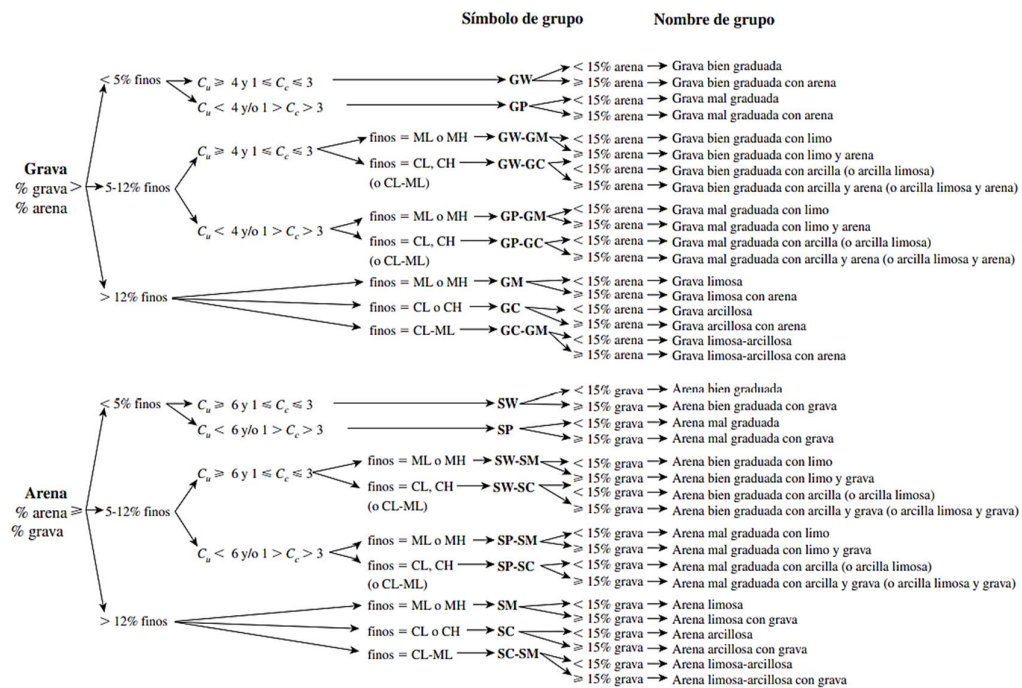 Símbolo de grupo Nombre de grupo
< 5% finos
C_u ≥ 4 y 1 ≤ C_c ≤ 3
GW
< 15% arena Grava bien graduada
≥ 15% arena Grava bien graduada con arena
C_u < 4 y/o 1 > C_c > 3
GP
< 15% arena Grava mal graduada
≥ 15% arena Grava mal graduada con arena
Grava
% grava >
% arena
5-12% finos
C_u ≥ 4 y 1 ≤ C_c ≤ 3
finos = ML o MH
GW-GM
< 15% arena Grava bien graduada con limo
≥ 15% arena Grava bien graduada con limo y arena
finos = CL, CH
(o CL-ML)
GW-GC
< 15% arena Grava bien graduada con arcilla (o arcilla limosa)
≥ 15% arena Grava bien graduada con arcilla y arena (o arcilla limosa y arena)
C_u < 4 y/o 1 > C_c > 3
finos = ML o MH
GP-GM
< 15% arena Grava mal graduada con limo
≥ 15% arena Grava mal graduada con limo y arena
finos = CL, CH
(o CL-ML)
GP-GC
< 15% arena Grava mal graduada con arcilla (o arcilla limosa)
≥ 15% arena Grava mal graduada con arcilla y arena (o arcilla limosa y arena)
> 12% finos
finos = ML o MH
GM
< 15% arena Grava limosa
≥ 15% arena Grava limosa con arena
finos = CL o CH
GC
< 15% arena Grava arcillosa
≥ 15% arena Grava arcillosa con arena
finos = CL-ML
GC-GM
< 15% arena Grava limosa-arcillosa
≥ 15% arena Grava limosa-arcillosa con arena
< 5% finos
C_u ≥ 6 y 1 ≤ C_c ≤ 3
SW
< 15% grava Arena bien graduada
≥ 15% grava Arena bien graduada con grava
C_u < 6 y/o 1 > C_c > 3
SP
< 15% grava Arena mal graduada
≥ 15% grava Arena mal graduada con grava
Arena
% arena ≥
% grava
5-12% finos
C_u ≥ 6 y 1 ≤ C_c ≤ 3
finos = ML o MH
SW-SM
< 15% grava Arena bien graduada con limo
≥ 15% grava Arena bien graduada con limo y grava
finos = CL, CH
(o CL-ML)
SW-SC
< 15% grava Arena bien graduada con arcilla (o arcilla limosa)
≥ 15% grava Arena bien graduada con arcilla y grava (o arcilla limosa y grava)
C_u < 6 y/o 1 > C_c > 3
finos = ML o MH
SP-SM
< 15% grava Arena mal graduada con limo
≥ 15% grava Arena mal graduada con limo y grava
finos = CL, CH
(o CL-ML)
SP-SC
< 15% grava Arena mal graduada con arcilla (o arcilla limosa)
≥ 15% grava Arena mal graduada con arcilla y grava (o arcilla limosa y grava)
> 12% finos
finos = ML o MH
SM
< 15% grava Arena limosa
≥ 15% grava Arena limosa con grava
finos = CL o CH
SC
< 15% grava Arena arcillosa
≥ 15% grava Arena arcillosa con grava
finos = CL-ML
SC-SM
< 15% grava Arena limosa-arcillosa
≥ 15% grava Arena limosa-arcillosa con grava